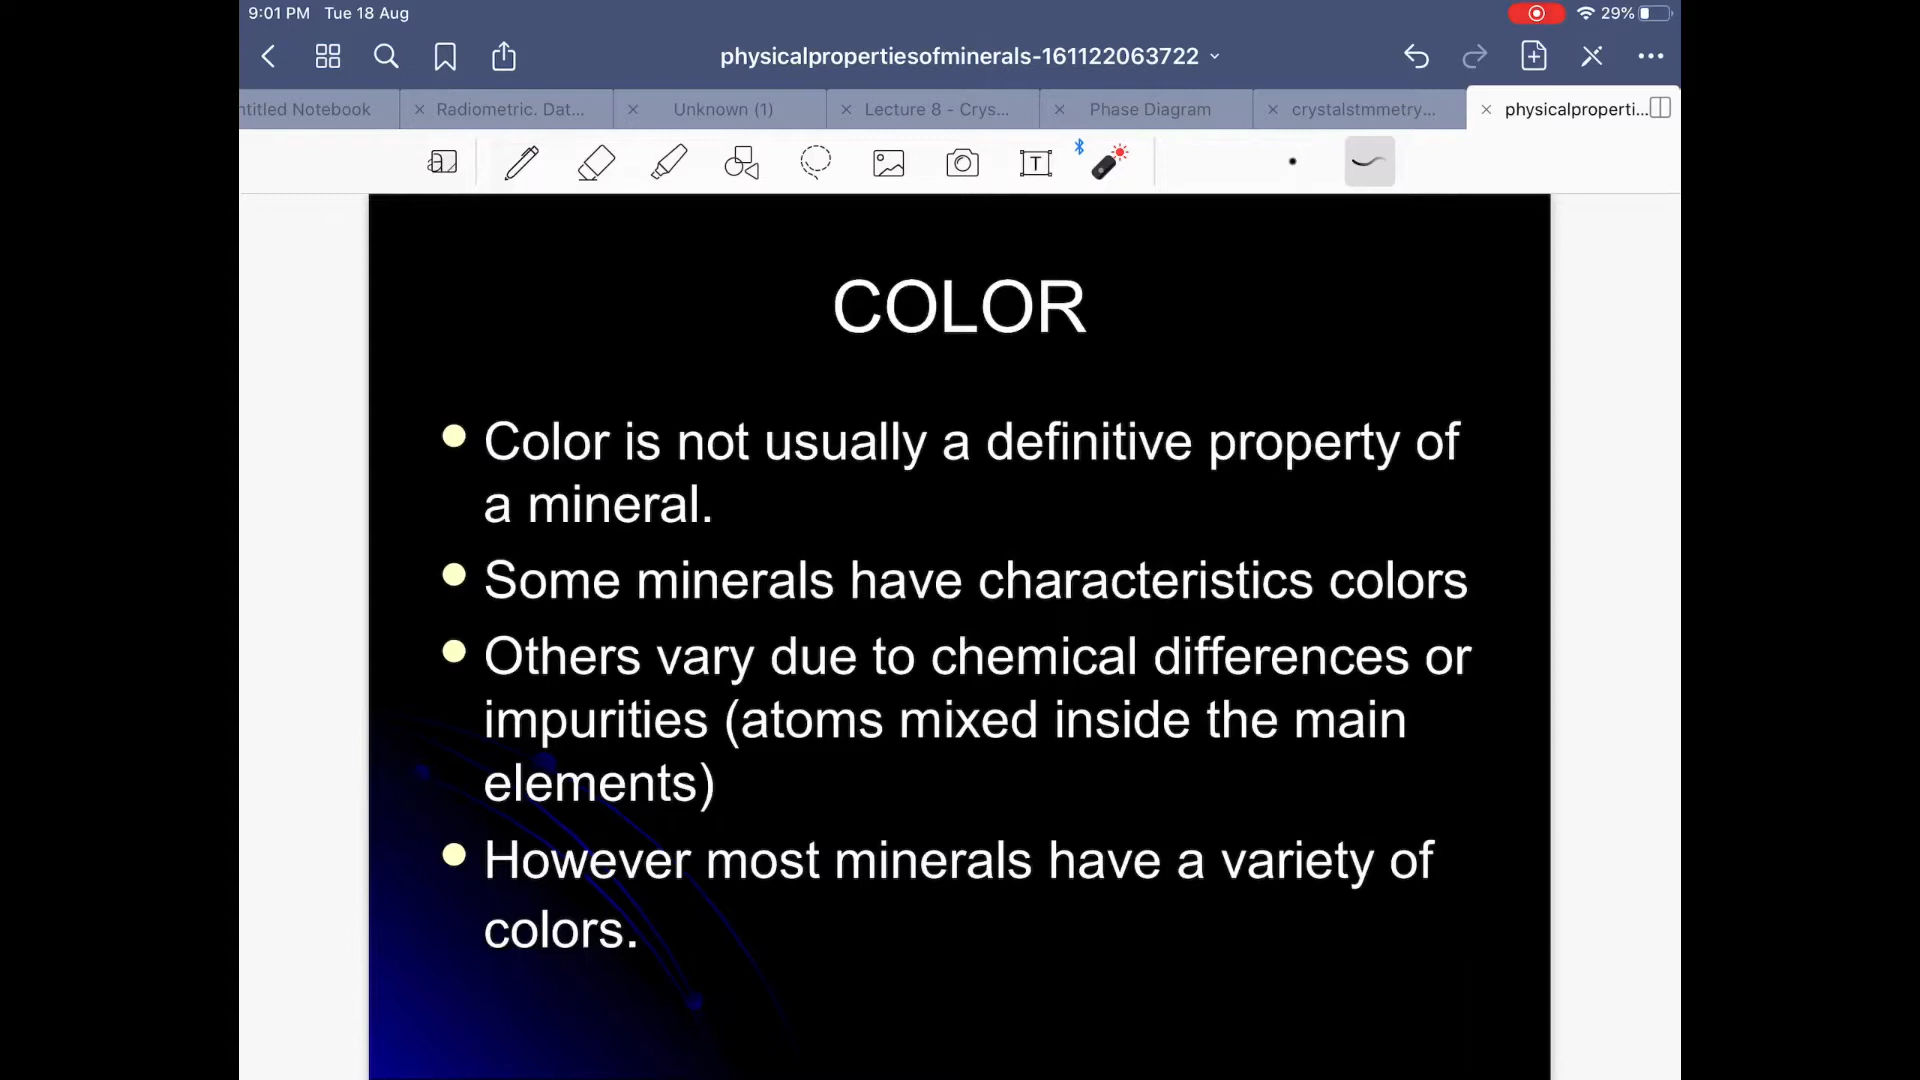 9:01 PM Tue 18 Aug
29%
physicalpropertiesofminerals-161122063722
ntitled Notebook
Radiometric. Dat...
Unknown (1)
Lecture 8 - Crys...
Phase Diagram
crystalstmmetry...
physicalproperti...
a
T
COLOR
Color is not usually a definitive property of
a mineral.
Some minerals have characteristics colors
Others vary due to chemical differences or
impurities (atoms mixed inside the main
elements)
However most minerals have a variety of
colors.